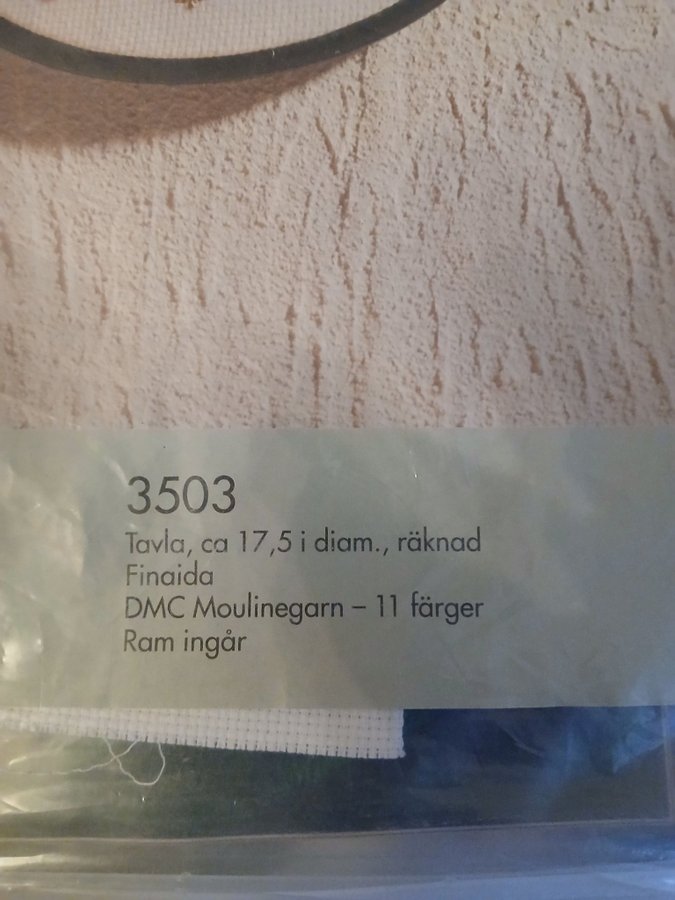 3503
Tavla, ca 17,5 i diam., räknad
Finaida
DMC Moulinegarn – 11 färger
Ram ingår